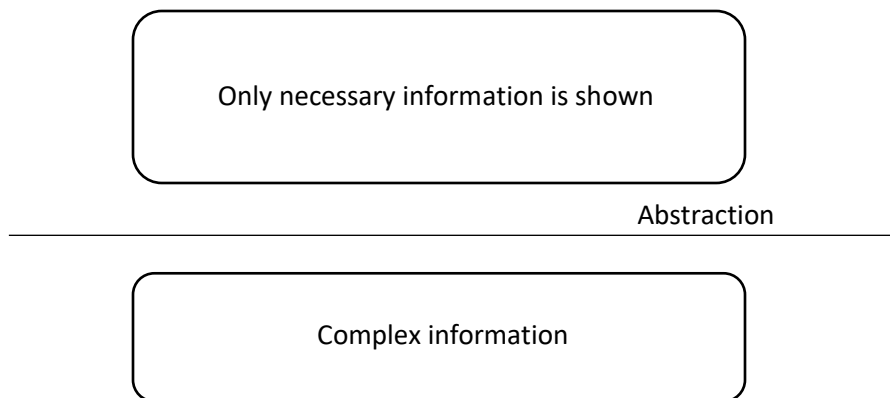 Only necessary information is shown
Abstraction
Complex information